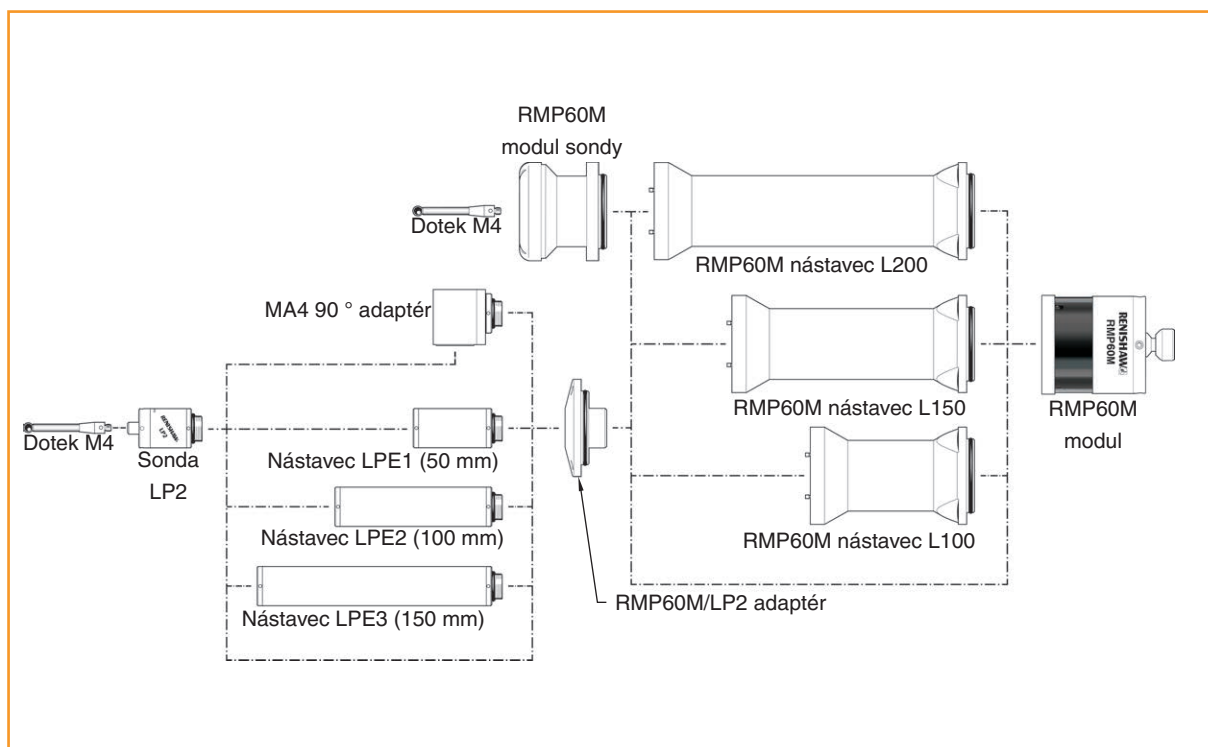 RMP60M
modul sondy
Dotek M4
RMP60M nástavec L200
MA4 90 ° adaptér
RENISHAW
RMP60M
RMP60M nástavec L150
RMP60M
modul
Dotek M4
RENISHAW
LP2
Sonda
LP2
Nástavec LPE1 (50 mm)
Nástavec LPE2 (100 mm)
RMP60M nástavec L100
Nástavec LPE3 (150 mm)
RMP60M/LP2 adaptér